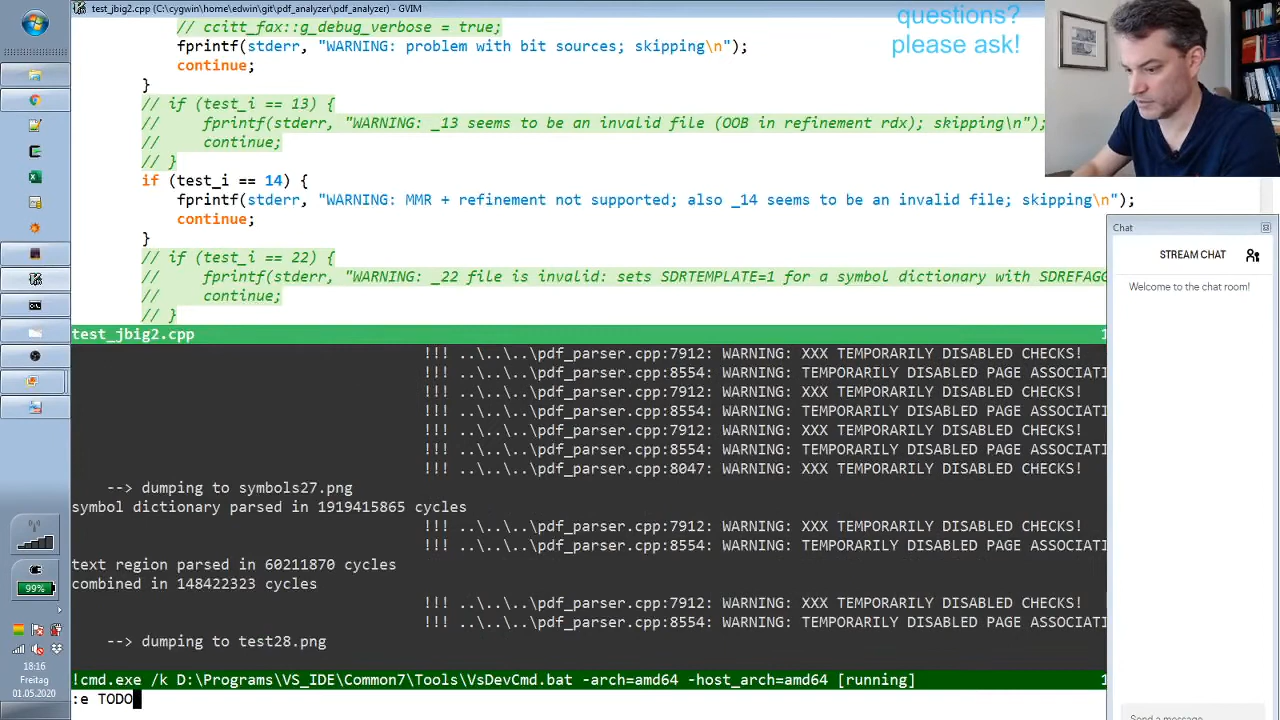 test_jbig2.cpp (C:\cygwin\home\edwin\git\pdf_analyzer\pdf_analyzer) - GVIM
questions?
please ask!
// ccitt_fax::g_debug_verbose = true;
fprintf(stderr, "WARNING: problem with bit sources; skipping\n");
continue;
}
// if (test_i == 13) {
// fprintf(stderr, "WARNING: _13 seems to be an invalid file (OOB in refinement rdx); skipping\n");
// continue;
// }
if (test_i == 14) {
fprintf(stderr, "WARNING: MMR + refinement not supported; also _14 seems to be an invalid file; skipping\n");
continue;
}
// if (test_i == 22) {
// fprintf(stderr, "WARNING: _22 file is invalid: sets SDRTEMPLATE=1 for a symbol dictionary with SDREFAGG
// continue;
// }
test_jbig2.cpp 1
!!! ..\..\..\pdf_parser.cpp:7912: WARNING: XXX TEMPORARILY DISABLED CHECKS!
!!! ..\..\..\pdf_parser.cpp:8554: WARNING: TEMPORARILY DISABLED PAGE ASSOCIATI
!!! ..\..\..\pdf_parser.cpp:7912: WARNING: XXX TEMPORARILY DISABLED CHECKS!
!!! ..\..\..\pdf_parser.cpp:8554: WARNING: TEMPORARILY DISABLED PAGE ASSOCIATI
!!! ..\..\..\pdf_parser.cpp:7912: WARNING: XXX TEMPORARILY DISABLED CHECKS!
!!! ..\..\..\pdf_parser.cpp:8554: WARNING: TEMPORARILY DISABLED PAGE ASSOCIATI
!!! ..\..\..\pdf_parser.cpp:8047: WARNING: XXX TEMPORARILY DISABLED CHECKS!
--> dumping to symbols27.png
symbol dictionary parsed in 1919415865 cycles
!!! ..\..\..\pdf_parser.cpp:7912: WARNING: XXX TEMPORARILY DISABLED CHECKS!
!!! ..\..\..\pdf_parser.cpp:8554: WARNING: TEMPORARILY DISABLED PAGE ASSOCIATI
text region parsed in 60211870 cycles
combined in 148422323 cycles
!!! ..\..\..\pdf_parser.cpp:7912: WARNING: XXX TEMPORARILY DISABLED CHECKS!
!!! ..\..\..\pdf_parser.cpp:8554: WARNING: TEMPORARILY DISABLED PAGE ASSOCIATI
--> dumping to test28.png
!cmd.exe /k D:\Programs\VS_IDE\Common7\Tools\VsDevCmd.bat -arch=amd64 -host_arch=amd64 [running] 1
:e TODO
Chat
STREAM CHAT
Welcome to the chat room!
Send a message
99%
18:16
Freitag
01.05.2020